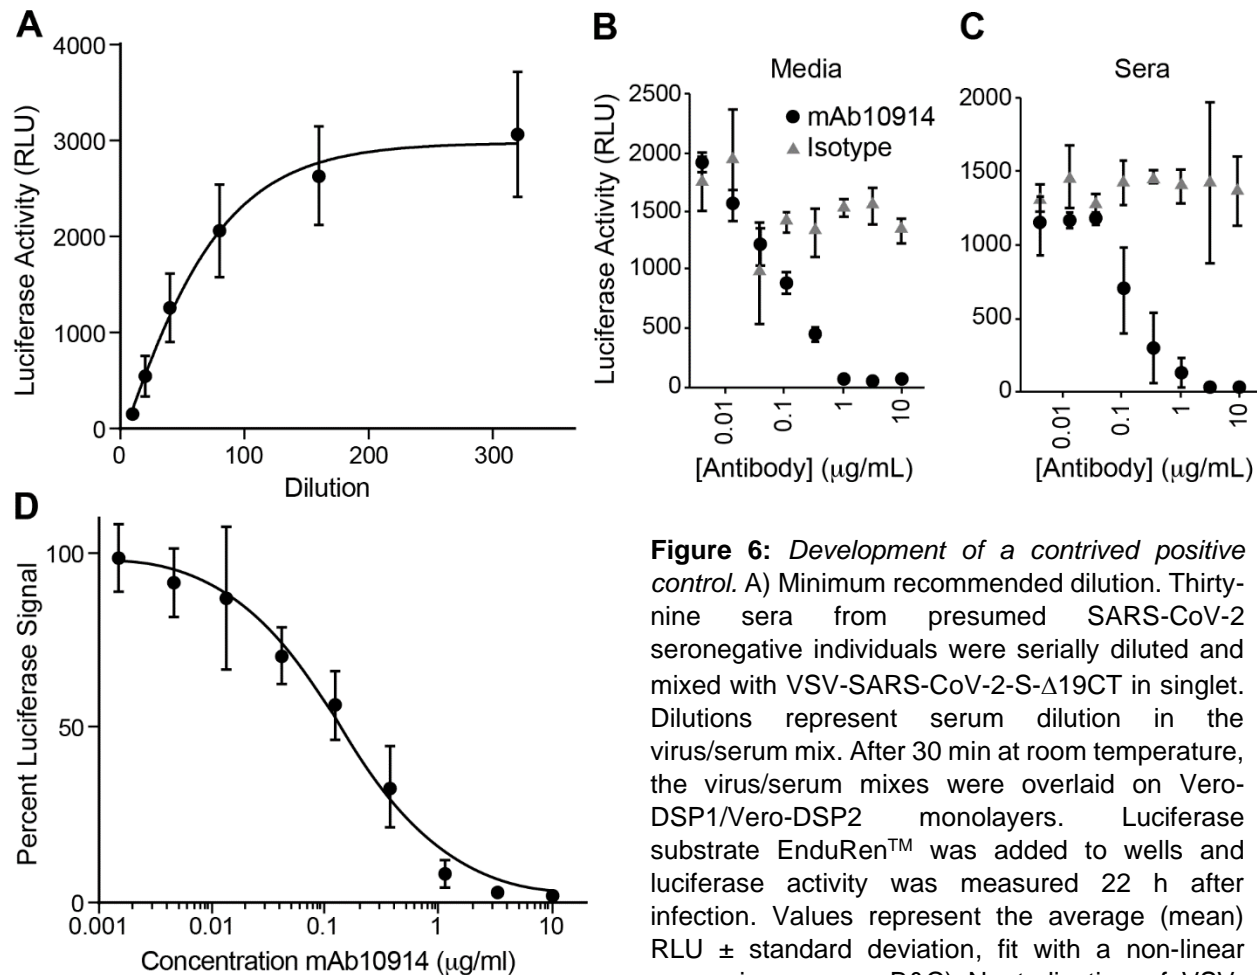 A
4000
3000
2000
1000
0
Luciferase Activity (RLU)
0
100
200
300
Dilution
B
Media
2500
2000
1500
1000
500
0
Luciferase Activity (RLU)
mAb10914
Isotype
0.01
0.1
1
10
[Antibody] (μg/mL)
C
Sera
2000
1500
1000
500
0
0.01
0.1
1
10
[Antibody] (μg/mL)
D
100
50
0
Percent Luciferase Signal
0.001
0.01
0.1
1
10
Concentration mAb10914 (μg/ml)
Figure 6: Development of a contrived positive
control. A) Minimum recommended dilution. Thirty-
nine sera from presumed SARS-CoV-2
seronegative individuals were serially diluted and
mixed with VSV-SARS-CoV-2-S-Δ19CT in singlet.
Dilutions represent serum dilution in the
virus/serum mix. After 30 min at room temperature,
the virus/serum mixes were overlaid on Vero-
DSP1/Vero-DSP2 monolayers. Luciferase
substrate EnduRen™ was added to wells and
luciferase activity was measured 22 h after
infection. Values represent the average (mean)
RLU ± standard deviation, fit with a non-linear